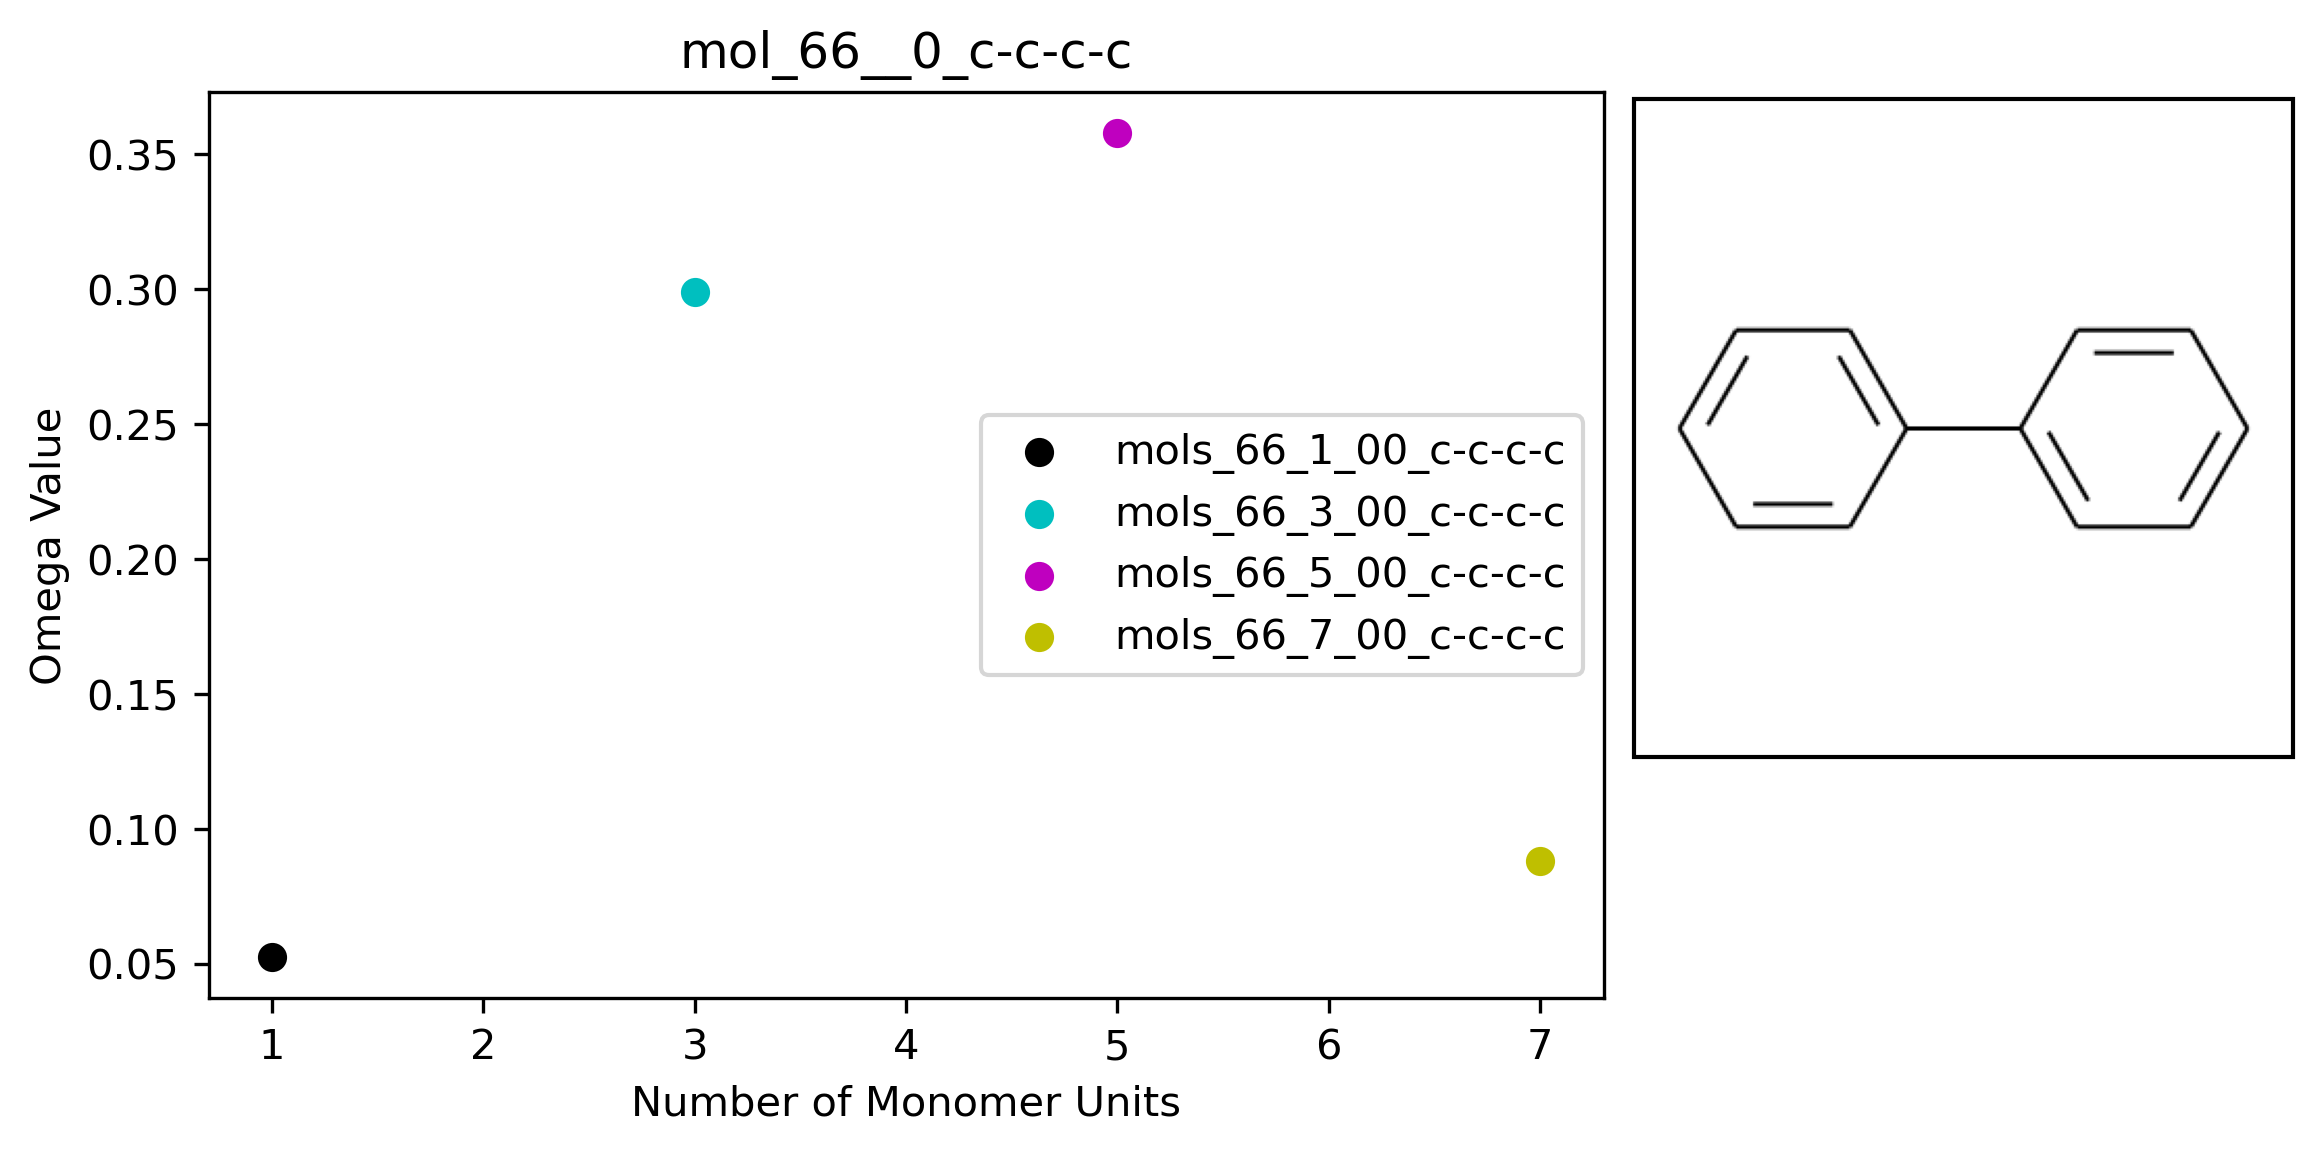 mol_66__0_c-c-c-c
Omega Value
0.35
0.30
0.25
0.20
0.15
0.10
0.05
mols_66_1_00_c-c-c-c
mols_66_3_00_c-c-c-c
mols_66_5_00_c-c-c-c
mols_66_7_00_c-c-c-c
1 2 3 4 5 6 7
Number of Monomer Units